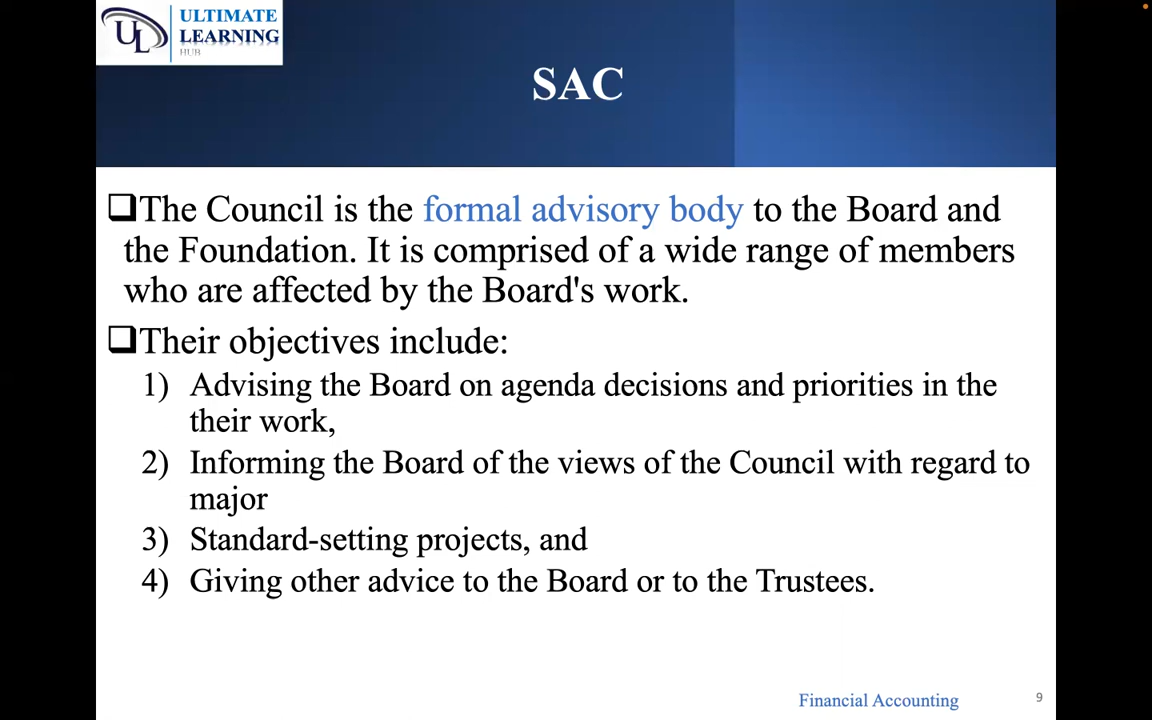 ULTIMATE
LEARNING
HUB
UL
SAC
The Council is the formal advisory body to the Board and
the Foundation. It is comprised of a wide range of members
who are affected by the Board's work.
Their objectives include:
1) Advising the Board on agenda decisions and priorities in the
their work,
2) Informing the Board of the views of the Council with regard to
major
3) Standard-setting projects, and
4) Giving other advice to the Board or to the Trustees.
Financial Accounting
9